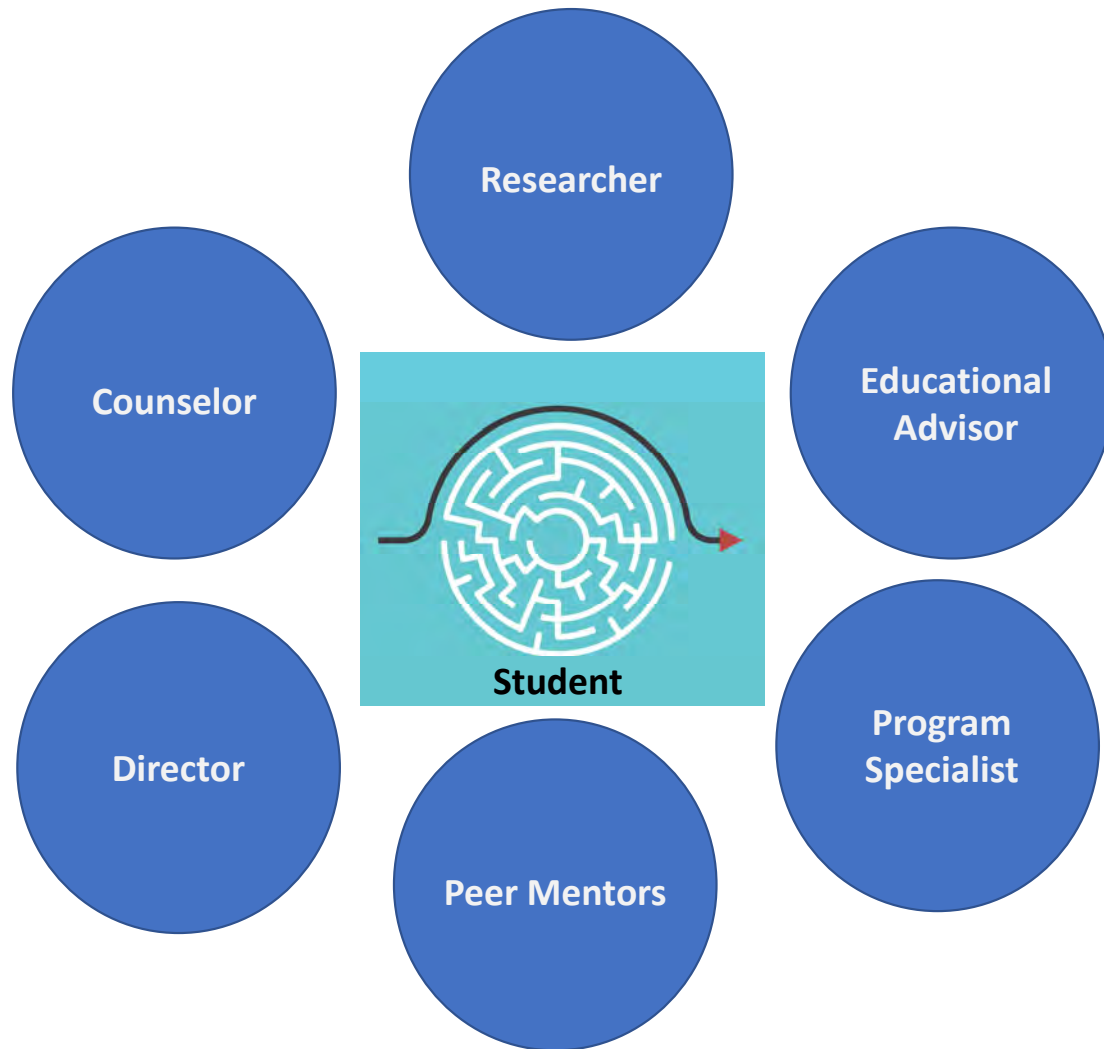 Researcher
Counselor
Educational
Advisor
Student
Director
Program
Specialist
Peer Mentors